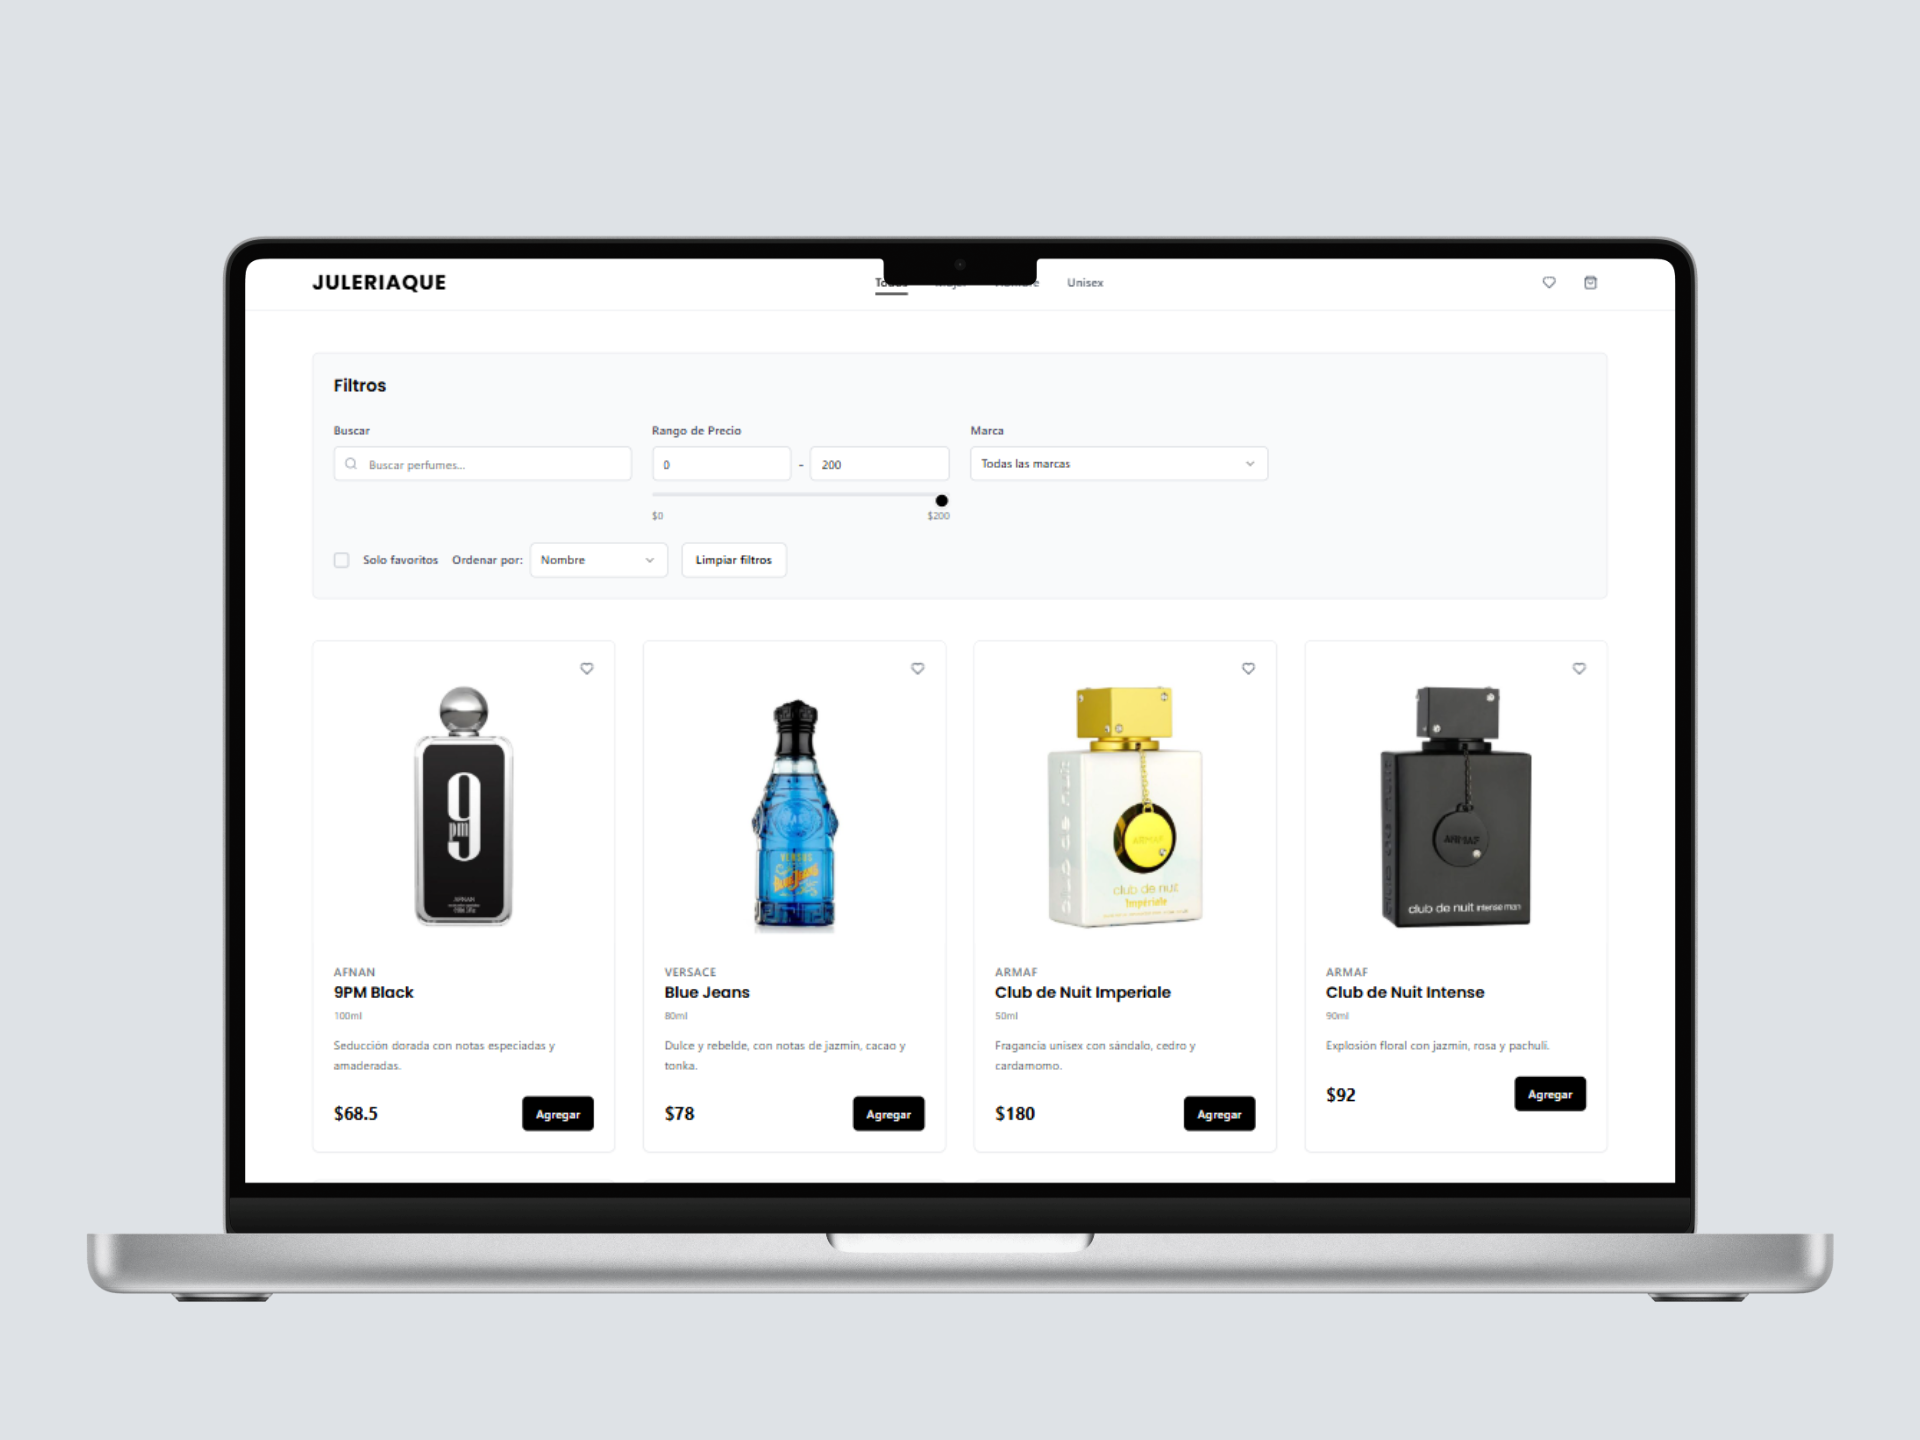 JULERIAQUE
Unisex
Filtros
Buscar
Rango de Precio
Marca
Buscar perfumes...
0
-
200
Todas las marcas
$0
$200
Solo favoritos
Ordenar por:
Nombre
Limpiar filtros
9
pm
AFNAN
VERSUS
BLUE JEANS
ARMAF
club de nuit
Imperiale
ARMAF
club de nuit intense man
AFNAN
9PM Black
100ml
Seducción dorada con notas especiadas y
amaderadas.
$68.5
Agregar
VERSACE
Blue Jeans
80ml
Dulce y rebelde, con notas de jazmín, cacao y
tonka.
$78
Agregar
ARMAF
Club de Nuit Imperiale
50ml
Fragancia unisex con sándalo, cedro y
cardamomo.
$180
Agregar
ARMAF
Club de Nuit Intense
90ml
Explosión floral con jazmín, rosa y pachulí.
$92
Agregar